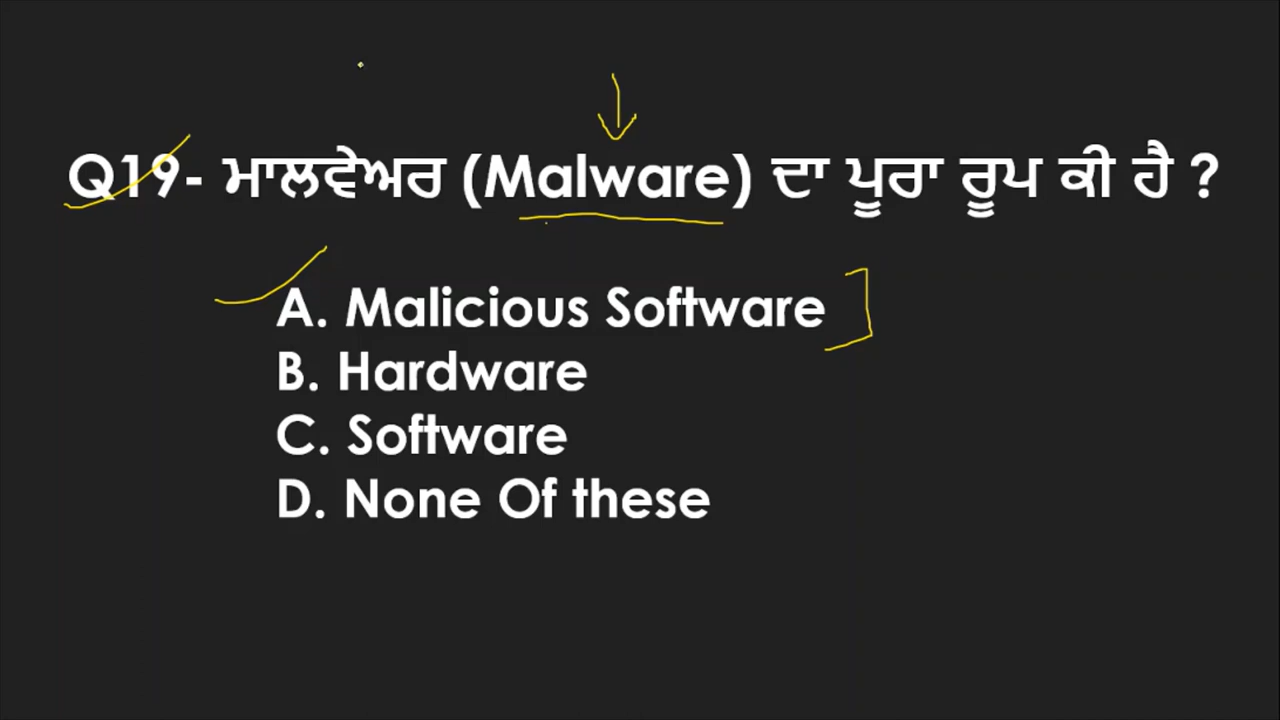 Q19- ਮਾਲਵੇਅਰ (Malware) ਦਾ ਪੂਰਾ ਰੂਪ ਕੀ ਹੈ ?
A. Malicious Software
B. Hardware
C. Software
D. None Of these